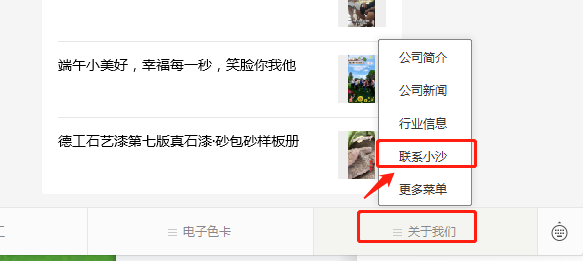 端午小美好，幸福每一秒，笑脸你我他
德工石艺漆第七版真石漆·砂包砂样板册
公司简介
公司新闻
行业信息
联系小沙
更多菜单
工
电子色卡
关于我们